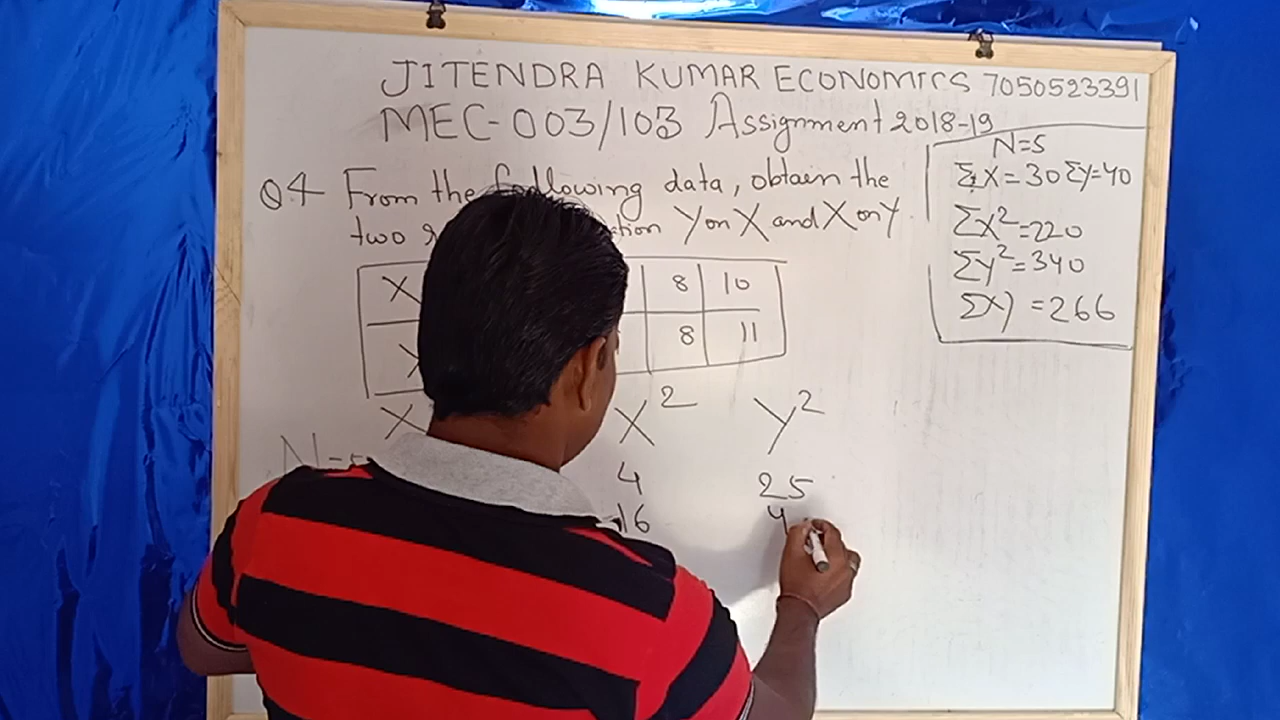 JITENDRA KUMAR ECONOMICS 7050523391
MEC-003/103 Assignment 2018-19
N=5
ΣX=30 Σy=40
Σx²=220
Σy²=340
Σxy=266
Q4 From the following data, obtain the
two Y on X and X on Y
X 8 10
8 11
X X² Y²
N=5
4 25
16 4